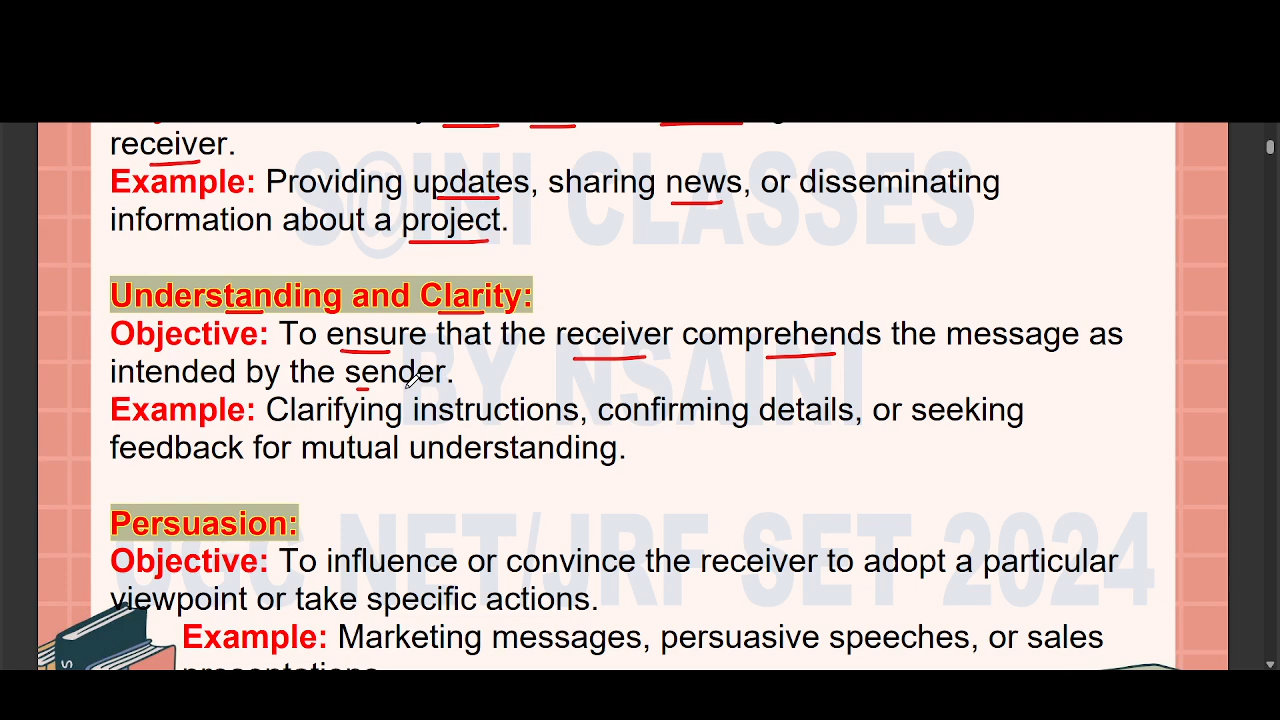 receiver.
Example: Providing updates, sharing news, or disseminating
information about a project.
Understanding and Clarity:
Objective: To ensure that the receiver comprehends the message as
intended by the sender.
Example: Clarifying instructions, confirming details, or seeking
feedback for mutual understanding.
Persuasion:
Objective: To influence or convince the receiver to adopt a particular
viewpoint or take specific actions.
Example: Marketing messages, persuasive speeches, or sales
presentations.
S@INI CLASSES
BY NSAINI
UGC NET/JRF SET 2024